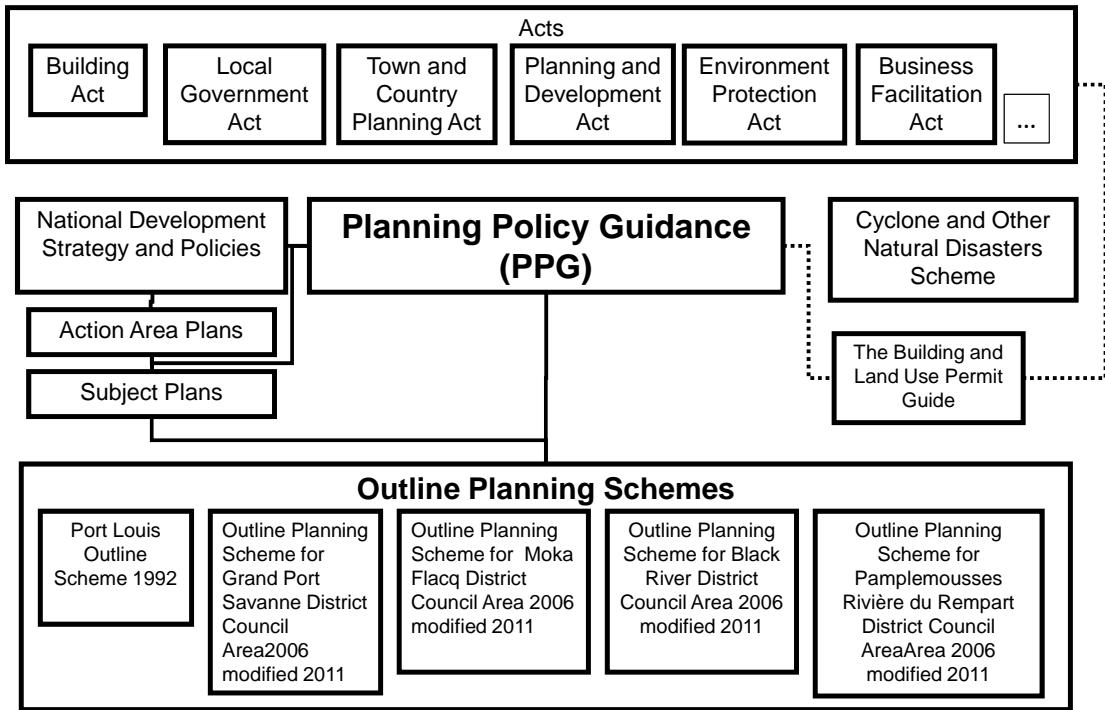 Acts
Building
Act
Local
Government
Act
Town and
Country
Planning Act
Planning and
Development
Act
Environment
Protection
Act
Business
Facilitation
Act
...
National Development
Strategy and Policies
Planning Policy Guidance
(PPG)
Cyclone and Other
Natural Disasters
Scheme
Action Area Plans
Subject Plans
The Building and
Land Use Permit
Guide
Outline Planning Schemes
Port Louis
Outline
Scheme 1992
Outline Planning
Scheme for
Grand Port
Savanne District
Council
Area2006
modified 2011
Outline Planning
Scheme for Moka
Flacq District
Council Area 2006
modified 2011
Outline Planning
Scheme for Black
River District
Council Area 2006
modified 2011
Outline Planning
Scheme for
Pamplemousses
Rivière du Rempart
District Council
AreaArea 2006
modified 2011